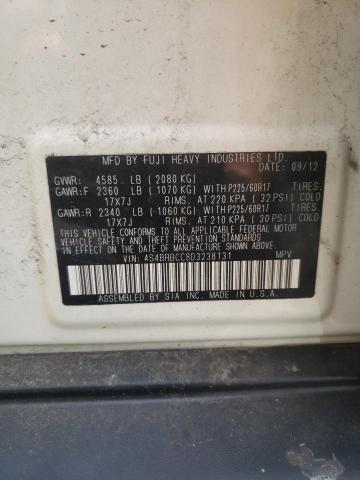 MFD BY FUJI HEAVY INDUSTRIES LTD.
DATE: 09/12
GVWR: 4585 LB (2080 KG)
GAWR:F 2360 LB (1070 KG) WITH P225/60R17 TIRES,
17X7J RIMS, AT 220 KPA (32 PSI) COLD
GAWR:R 2340 LB (1060 KG) WITH P225/60R17 TIRES,
17X7J RIMS, AT 210 KPA (30 PSI) COLD
THIS VEHICLE CONFORMS TO ALL APPLICABLE FEDERAL MOTOR
VEHICLE SAFETY AND THEFT PREVENTION STANDARDS IN
EFFECT ON THE DATE OF MANUFACTURE SHOWN ABOVE.
VIN: 4S4BRBCC8D3238131 MPV
ASSEMBLED BY SIA INC. MADE IN U.S.A.